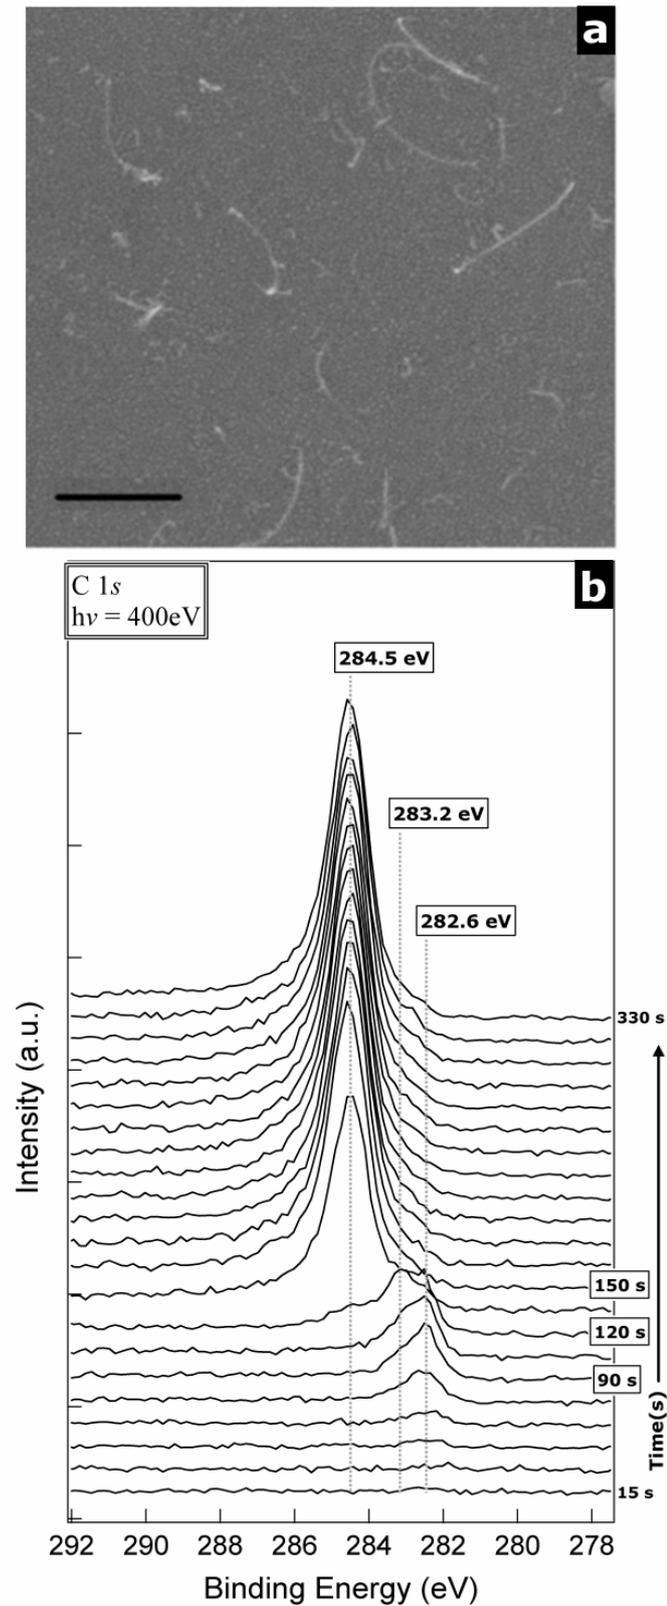 a
b
C 1s
hν = 400eV
284.5 eV
283.2 eV
282.6 eV
Intensity (a.u.)
330 s
150 s
120 s
90 s
15 s
Time(s)
292 290 288 286 284 282 280 278
Binding Energy (eV)